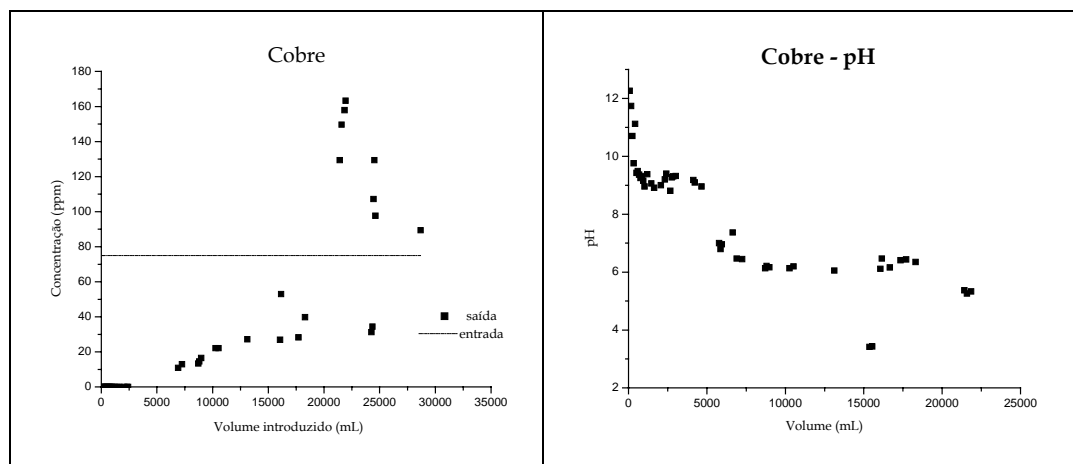 Cobre
180
160
140
120
100
80
60
40
20
0
Concentração (ppm)
saída
entrada
0 5000 10000 15000 20000 25000 30000 35000
Volume introduzido (mL)
Cobre - pH
12
10
8
6
4
2
pH
0 5000 10000 15000 20000 25000
Volume (mL)